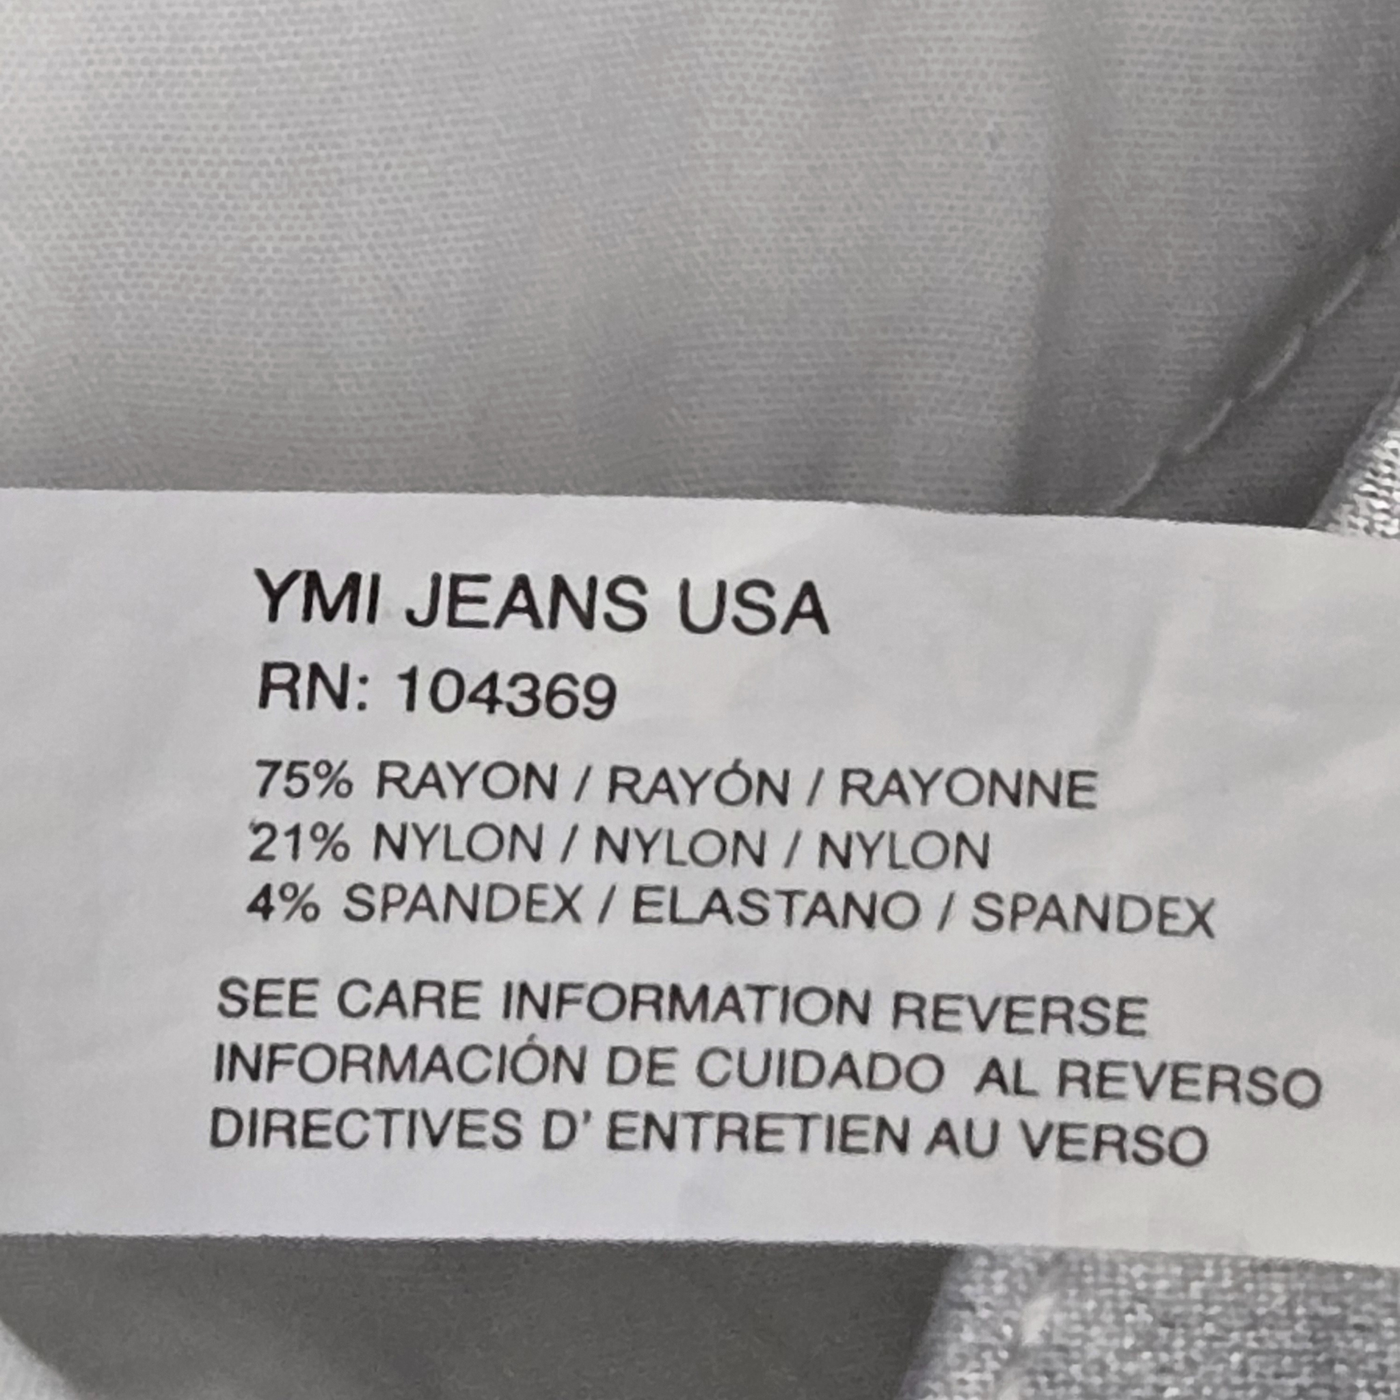 YMI JEANS USA
RN: 104369
75% RAYON / RAYÓN / RAYONNE
21% NYLON / NYLON / NYLON
4% SPANDEX / ELASTANO / SPANDEX
SEE CARE INFORMATION REVERSE
INFORMACIÓN DE CUIDADO AL REVERSO
DIRECTIVES D' ENTRETIEN AU VERSO